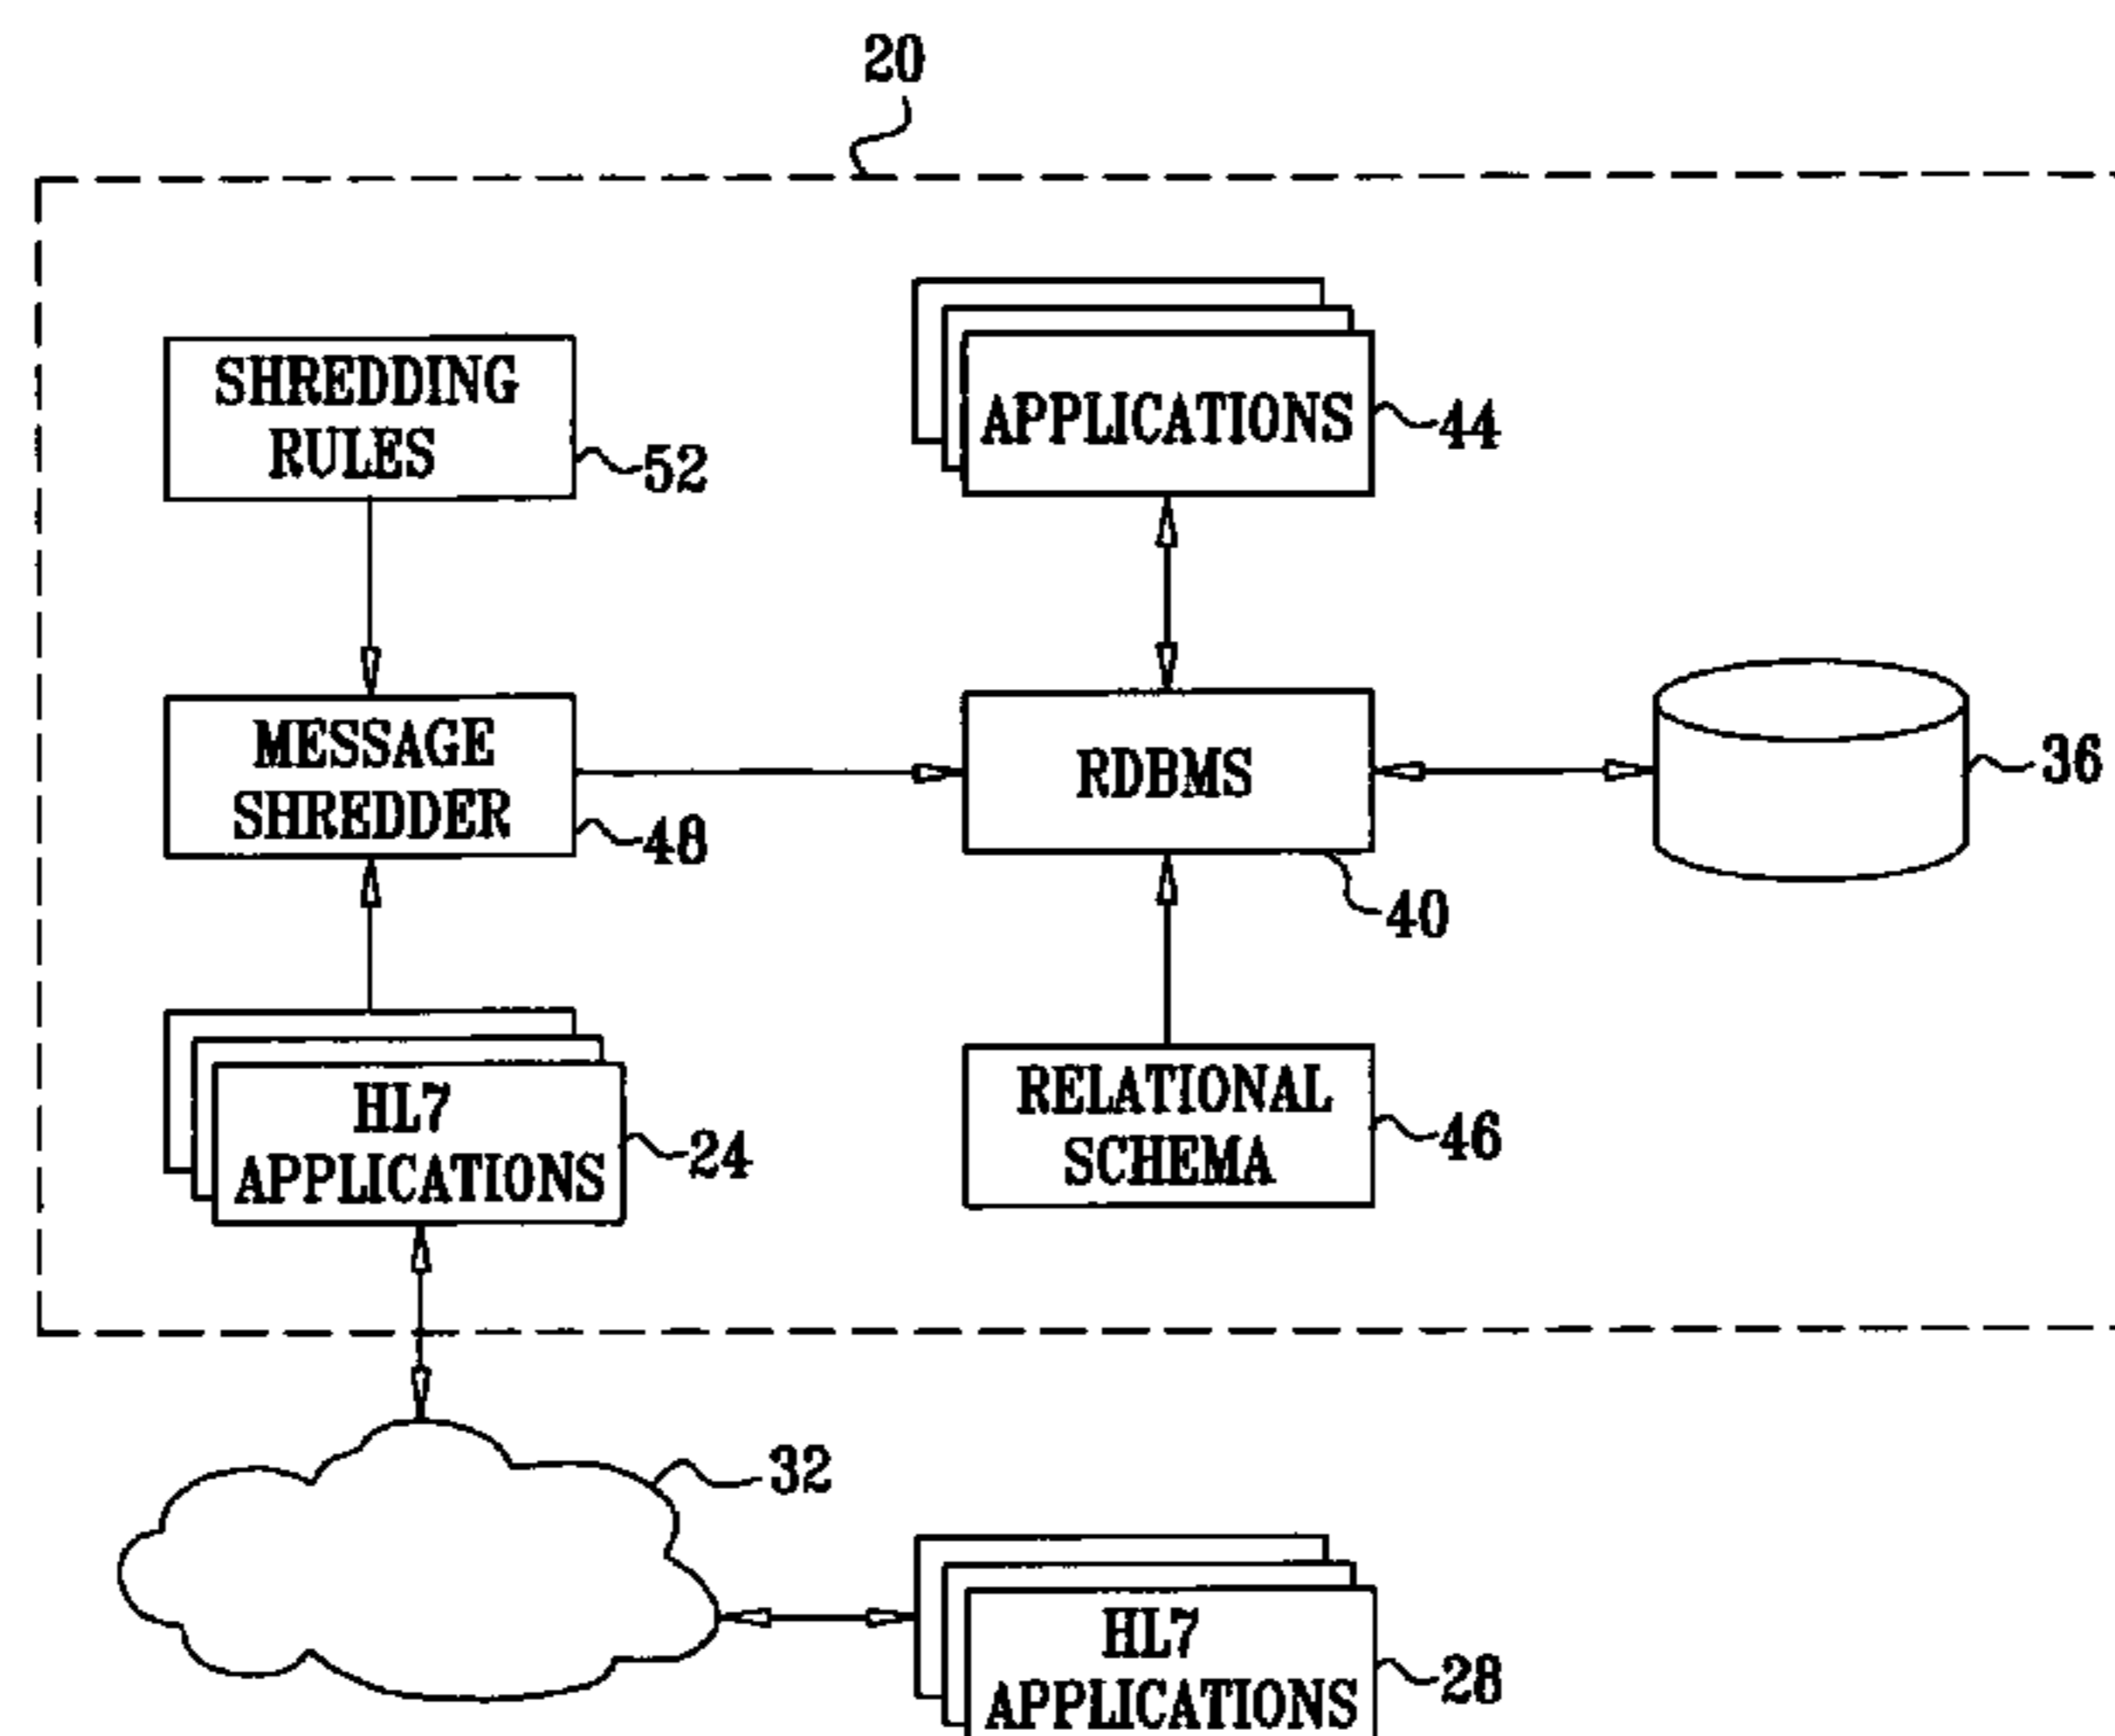 20
SHREDDING
RULES
52
APPLICATIONS
44
MESSAGE
SHREDDER
48
RDBMS
40
36
HL7
APPLICATIONS
24
RELATIONAL
SCHEMA
46
32
HL7
APPLICATIONS
28